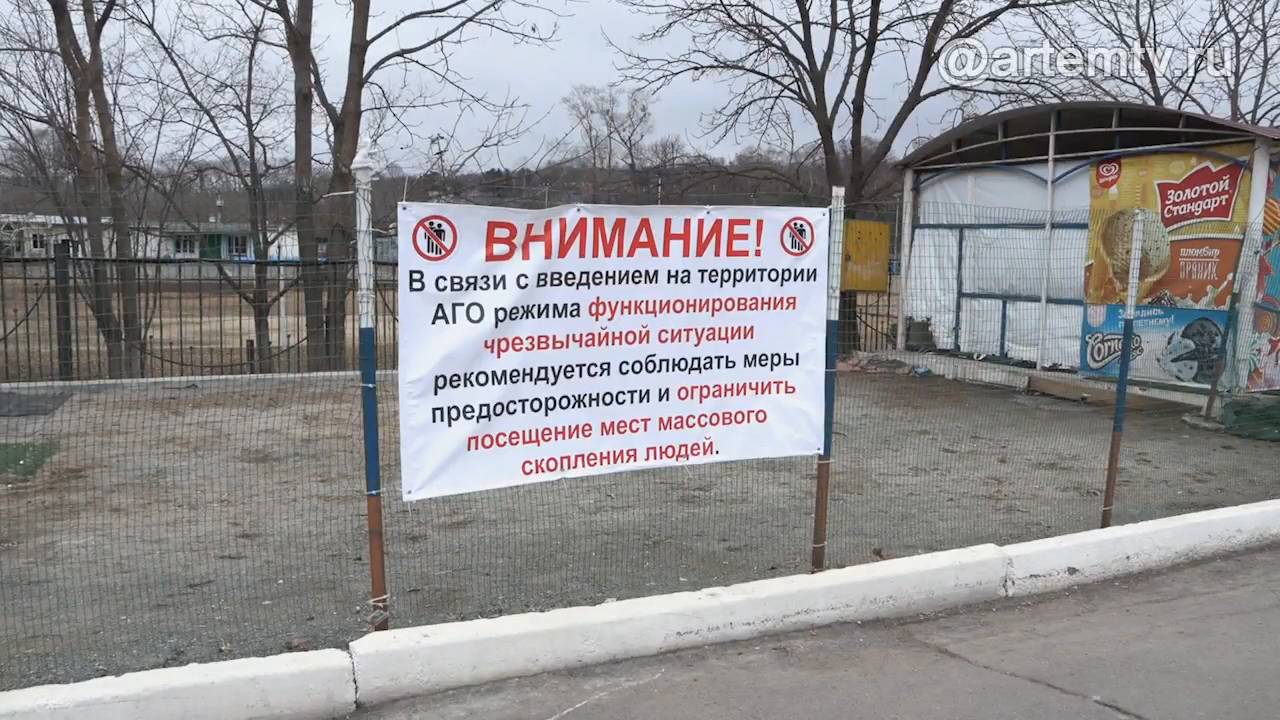 @artemtv.ru
ВНИМАНИЕ!
В связи с введением на территории
АГО режима функционирования
чрезвычайной ситуации
рекомендуется соблюдать меры
предосторожности и ограничить
посещение мест массового
скопления людей.
Золотой
Стандарт
пломбир
ПРЯНИК
Cornetto